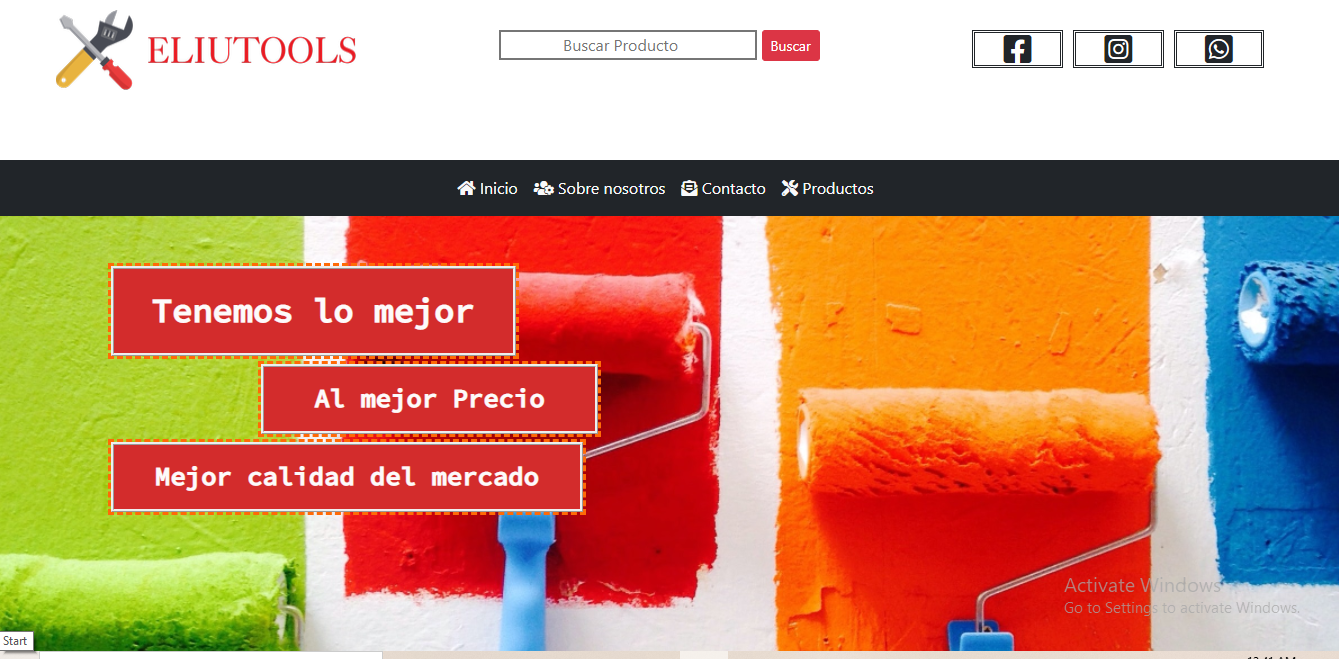 ELIUTOOLS
Buscar Producto
Buscar
Inicio
Sobre nosotros
Contacto
Productos
Tenemos lo mejor
Al mejor Precio
Mejor calidad del mercado
Activate Windows
Go to Settings to activate Windows.
Start